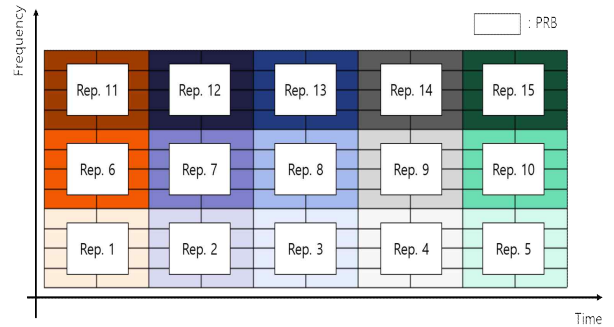 Frequency
: PRB
Rep. 11
Rep. 12
Rep. 13
Rep. 14
Rep. 15
Rep. 6
Rep. 7
Rep. 8
Rep. 9
Rep. 10
Rep. 1
Rep. 2
Rep. 3
Rep. 4
Rep. 5
Time